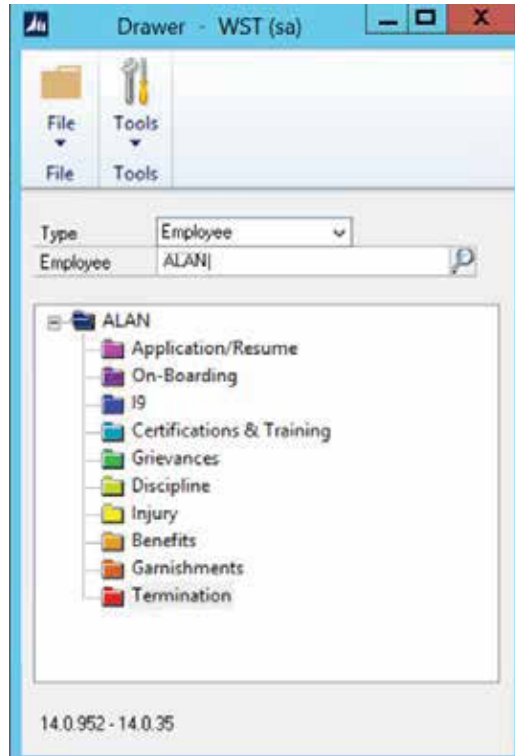 Drawer - WST (sa)
File Tools
File Tools
Type Employee
Employee ALAN
ALAN
Application/Resume
On-Boarding
I9
Certifications & Training
Grievances
Discipline
Injury
Benefits
Garnishments
Termination
14.0.952 - 14.0.35